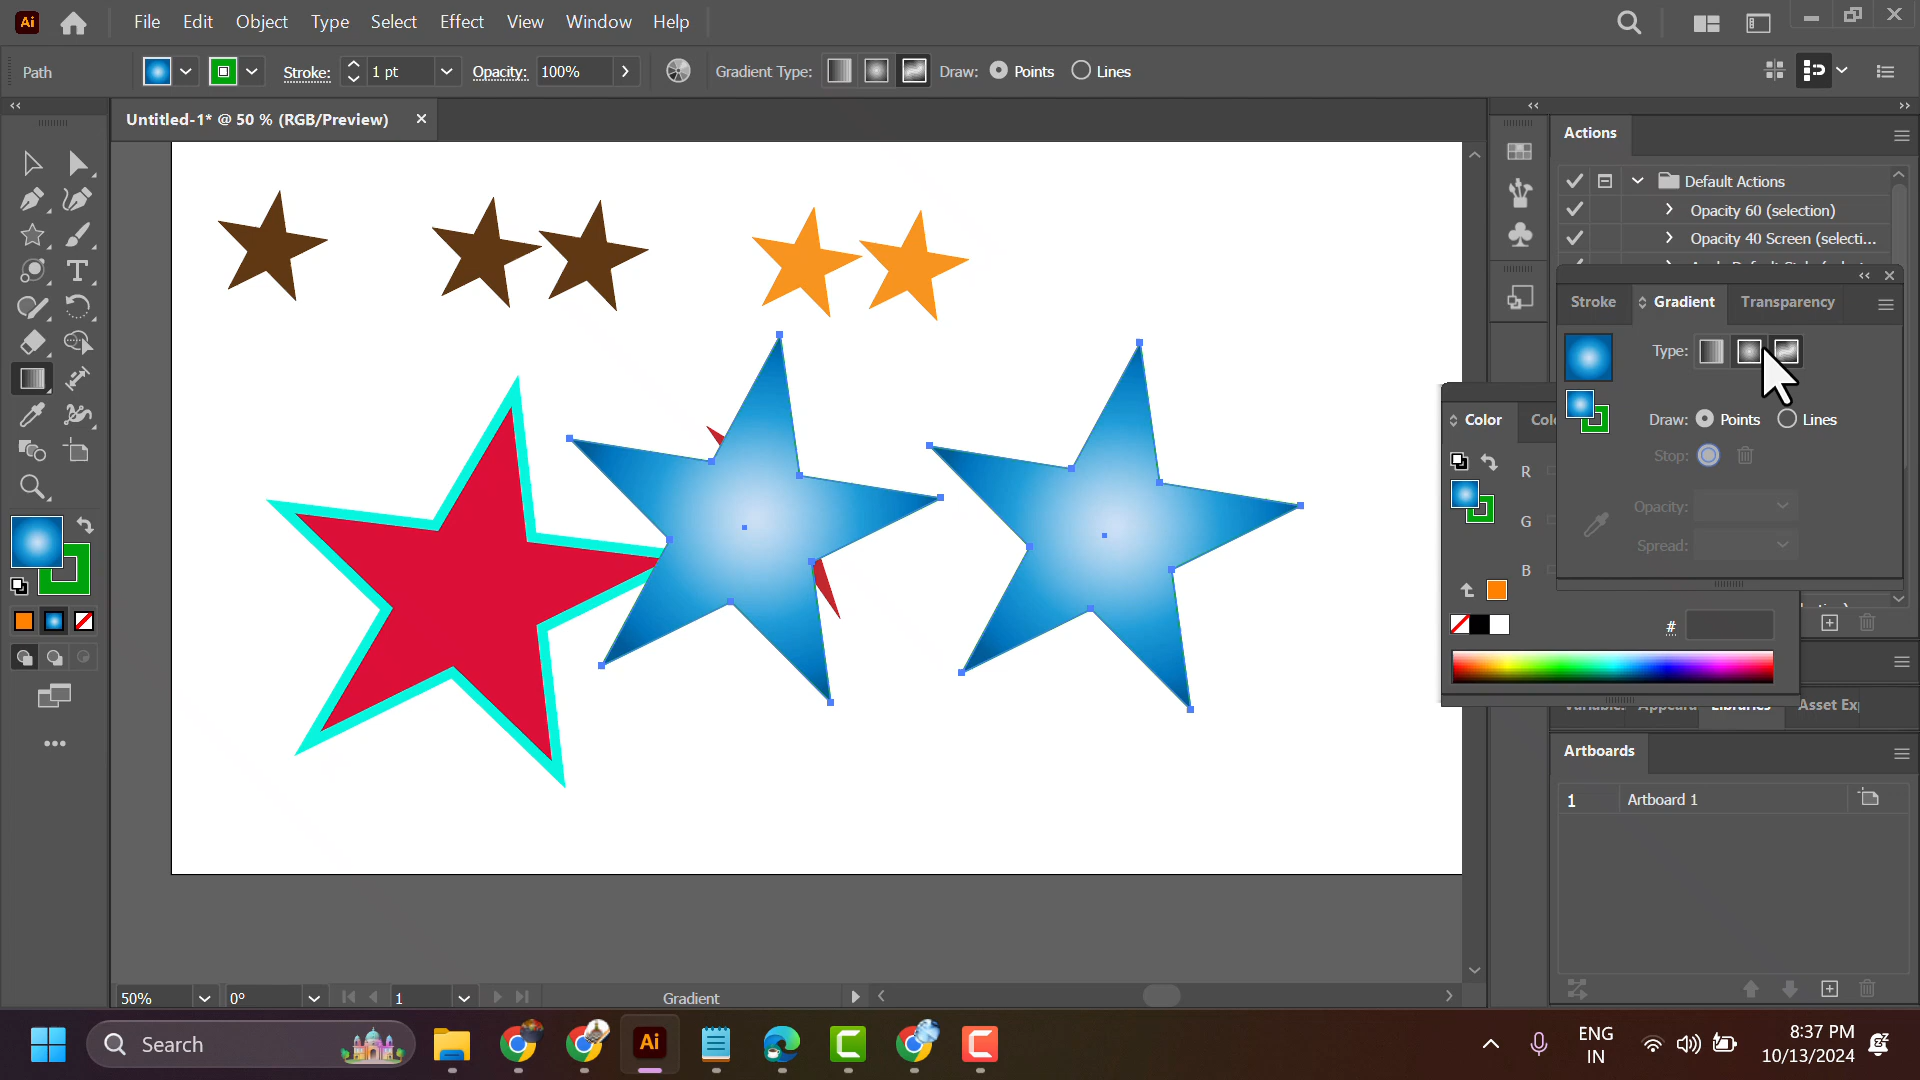 Ai File Edit Object Type Select Effect View Window Help
Path Stroke: 1 pt Opacity: 100% Gradient Type: Draw: Points Lines
Untitled-1* @ 50 % (RGB/Preview)
Actions
Default Actions
Opacity 60 (selection)
Opacity 40 Screen (selecti...
Stroke Gradient Transparency
Type:
Draw: Points Lines
Stop:
Opacity:
Spread:
Color
R
G
B
#
Libraries Asset Ex
Artboards
1 Artboard 1
50% 0° 1 Gradient
Search
Ai
ENG
IN
8:37 PM
10/13/2024